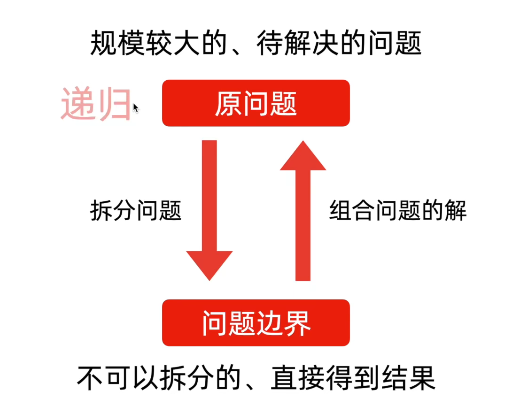 规模较大的、待解决的问题
递归
原问题
拆分问题
组合问题的解
问题边界
不可以拆分的、直接得到结果